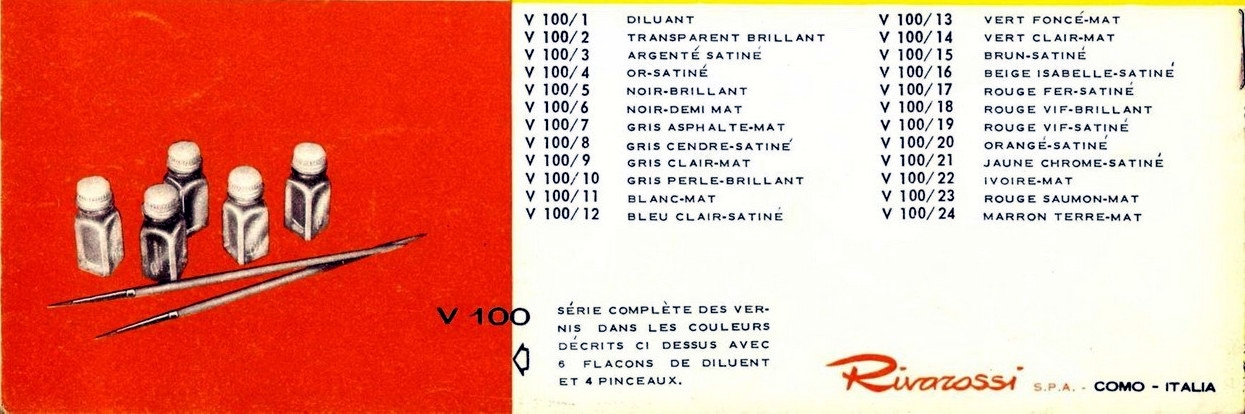 V 100/1 DILUANT
V 100/2 TRANSPARENT BRILLANT
V 100/3 ARGENTÉ SATINÉ
V 100/4 OR-SATINÉ
V 100/5 NOIR-BRILLANT
V 100/6 NOIR-DEMI MAT
V 100/7 GRIS ASPHALTE-MAT
V 100/8 GRIS CENDRE-SATINÉ
V 100/9 GRIS CLAIR-MAT
V 100/10 GRIS PERLE-BRILLANT
V 100/11 BLANC-MAT
V 100/12 BLEU CLAIR-SATINÉ
V 100/13 VERT FONCÉ-MAT
V 100/14 VERT CLAIR-MAT
V 100/15 BRUN-SATINÉ
V 100/16 BEIGE ISABELLE-SATINÉ
V 100/17 ROUGE FER-SATINÉ
V 100/18 ROUGE VIF-BRILLANT
V 100/19 ROUGE VIF-SATINÉ
V 100/20 ORANGÉ-SATINÉ
V 100/21 JAUNE CHROME-SATINÉ
V 100/22 IVOIRE-MAT
V 100/23 ROUGE SAUMON-MAT
V 100/24 MARRON TERRE-MAT
V 100
SÉRIE COMPLÈTE DES VER-
NIS DANS LES COULEURS
DÉCRITS CI DESSUS AVEC
6 FLACONS DE DILUENT
ET 4 PINCEAUX.
Rivarossi S.P.A. - COMO - ITALIA